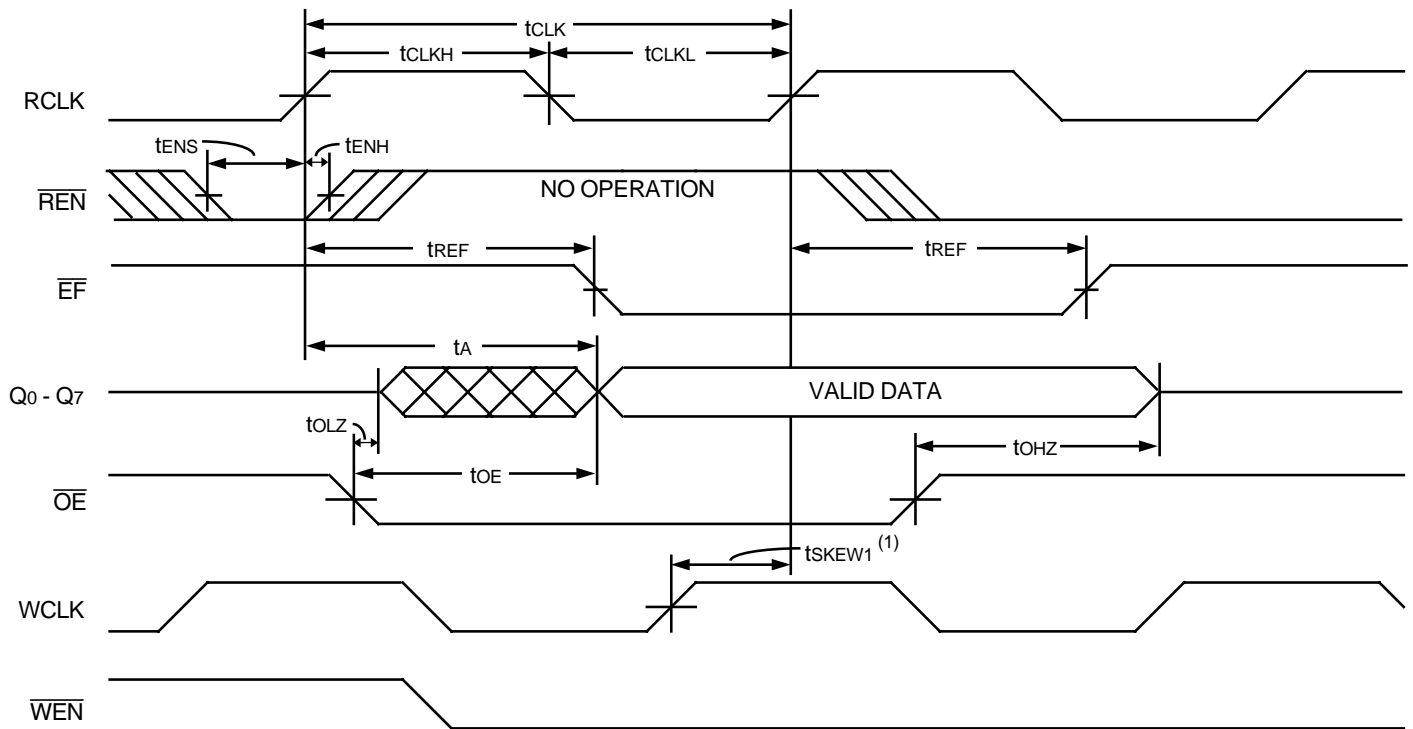 tCLK
tCLKH
tCLKL
RCLK
tENS
tENH
REN
NO OPERATION
tREF
tREF
EF
tA
Q0 - Q7
VALID DATA
tOLZ
tOE
tOHZ
OE
tSKEW1 (1)
WCLK
WEN